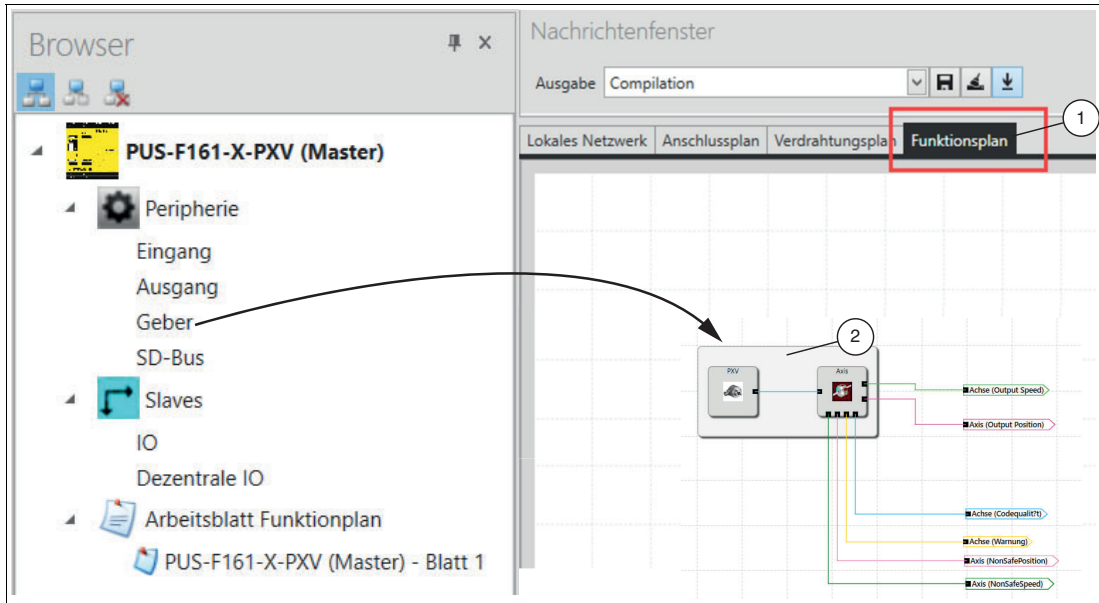 Browser
PUS-F161-X-PXV (Master)
Peripherie
Eingang
Ausgang
Geber
SD-Bus
Slaves
IO
Dezentrale IO
Arbeitsblatt Funktionplan
PUS-F161-X-PXV (Master) - Blatt 1
Nachrichtenfenster
Ausgabe Compilation
Lokales Netzwerk Anschlussplan Verdrahtungsplan Funktionsplan
1
2
PXV Axis
Achse (Output Speed)
Axis (Output Position)
Achse (Codequalit?t)
Achse (Warnung)
Axis (NonSafePosition)
Axis (NonSafeSpeed)